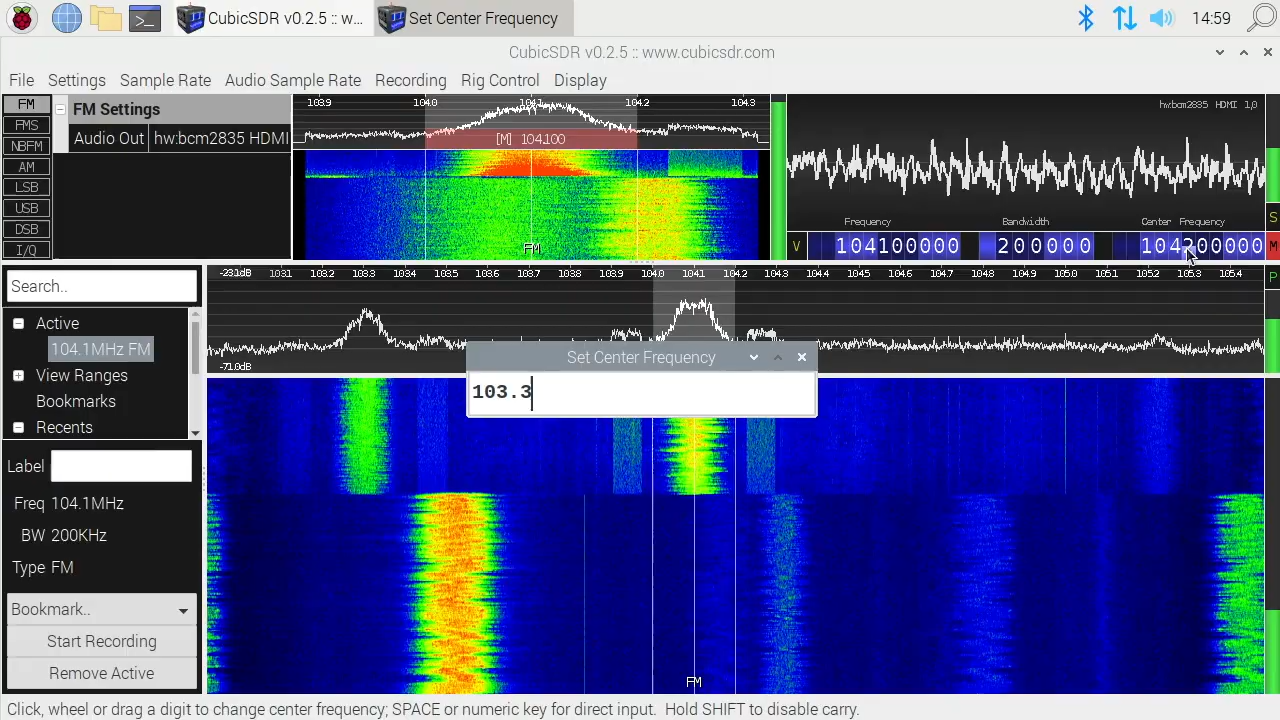 CubicSDR v0.2.5 :: w...
Set Center Frequency
14:59
CubicSDR v0.2.5 :: www.cubicsdr.com
File Settings Sample Rate Audio Sample Rate Recording Rig Control Display
FM
FMS
NBFM
AM
LSB
USB
DSB
I/Q
FM Settings
Audio Out hw:bcm2835 HDMI
103.9 104.0 104.1 104.2 104.3
[M] 104.100
FM
hw:bcm2835 HDMI 1,0
Frequency Bandwidth Center Frequency
V 104100000 200000 104200000 M
S
P
Search..
Active
104.1MHz FM
View Ranges
Bookmarks
Recents
Label
Freq 104.1MHz
BW 200KHz
Type FM
Bookmark..
Start Recording
Remove Active
-23.1dB 103.1 103.2 103.3 103.4 103.5 103.6 103.7 103.8 103.9 104.0 104.1 104.2 104.3 104.4 104.5 104.6 104.7 104.8 104.9 105.0 105.1 105.2 105.3 105.4
-71.0dB
Set Center Frequency
103.3
FM
Click, wheel or drag a digit to change center frequency; SPACE or numeric key for direct input. Hold SHIFT to disable carry.